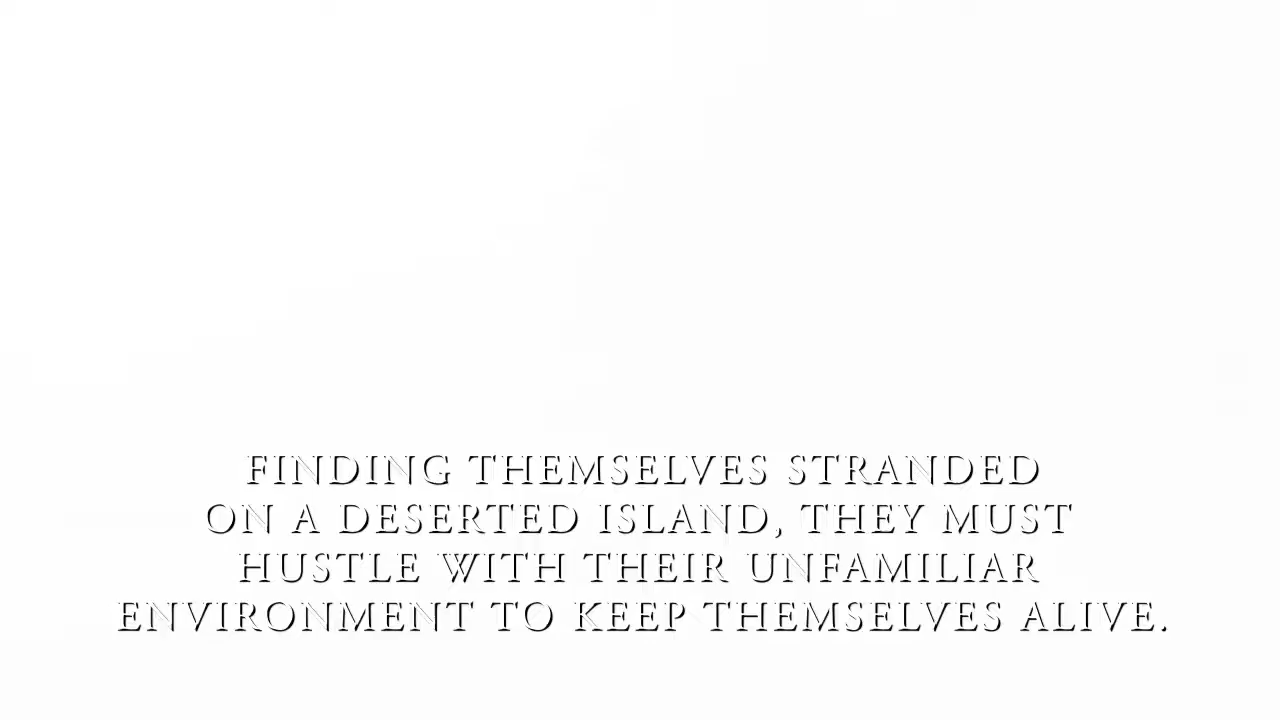 FINDING THEMSELVES STRANDED
ON A DESERTED ISLAND, THEY MUST
HUSTLE WITH THEIR UNFAMILIAR
ENVIRONMENT TO KEEP THEMSELVES ALIVE.